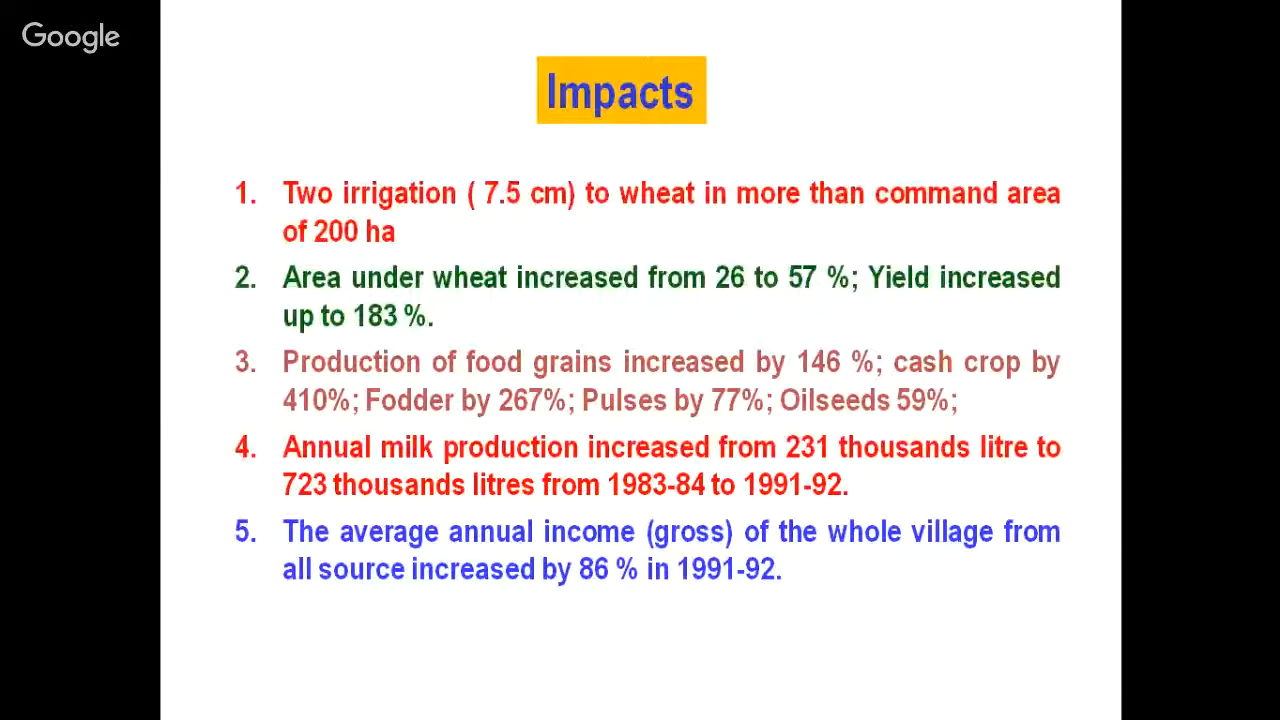 Google
Impacts
1. Two irrigation ( 7.5 cm) to wheat in more than command area
of 200 ha
2. Area under wheat increased from 26 to 57 %; Yield increased
up to 183 %.
3. Production of food grains increased by 146 %; cash crop by
410%; Fodder by 267%; Pulses by 77%; Oilseeds 59%;
4. Annual milk production increased from 231 thousands litre to
723 thousands litres from 1983-84 to 1991-92.
5. The average annual income (gross) of the whole village from
all source increased by 86 % in 1991-92.